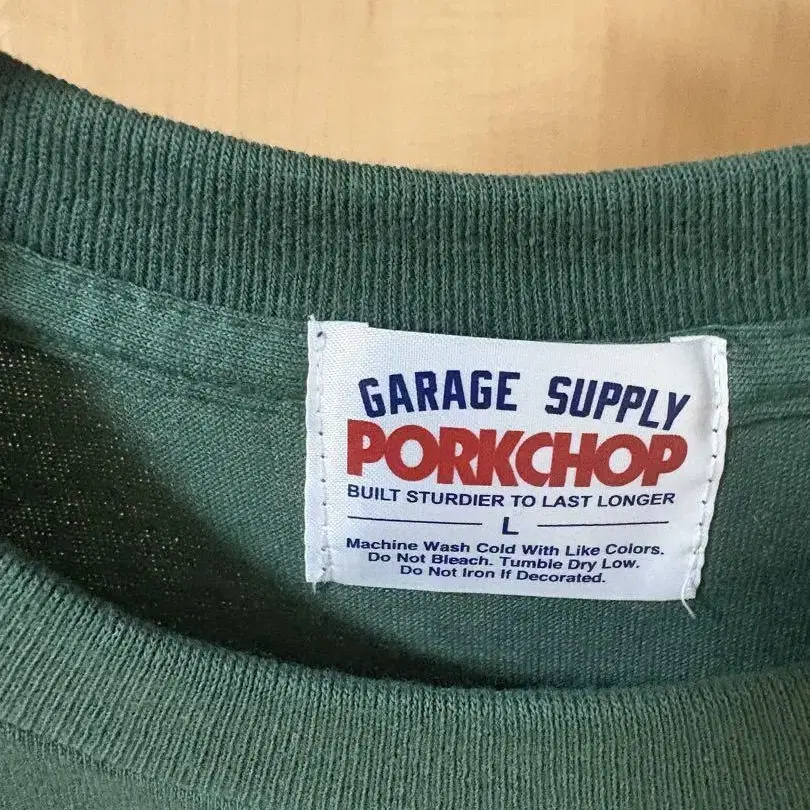 GARAGE SUPPLY
PORKCHOP
BUILT STURDIER TO LAST LONGER
L
Machine Wash Cold With Like Colors.
Do Not Bleach. Tumble Dry Low.
Do Not Iron If Decorated.